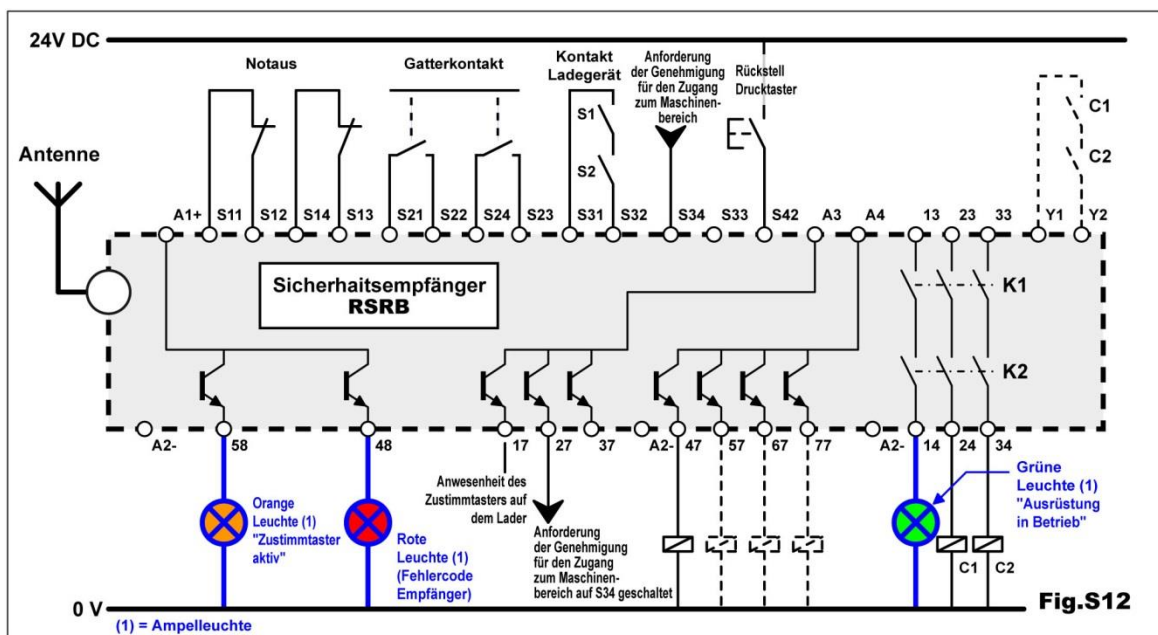 24V DC
Notaus
Gatterkontakt
Kontakt
Ladegerät
Anforderung
der Genehmigung
für den Zugang
zum Maschinen-
bereich
Rückstell
Drucktaster
S1
S2
C1
C2
Antenne
A1+ S11 S12 S14 S13 S21 S22 S24 S23 S31 S32 S34 S33 S42 A3 A4 13 23 33 Y1 Y2
Sicherheitsempfänger
RSRB
K1
K2
A2- 58 48 17 27 37 A2- 47 57 67 77 A2- 14 24 34
Orange
Leuchte (1)
"Zustimmtaster
aktiv"
Rote
Leuchte (1)
(Fehlercode
Empfänger)
Anwesenheit des
Zustimmtasters auf
dem Lader
Anforderung
der Genehmigung
für den Zugang
zum Maschinen-
bereich auf S34 geschaltet
Grüne
Leuchte (1)
"Ausrüstung
in Betrieb"
C1 C2
0 V
Fig.S12
(1) = Ampelleuchte